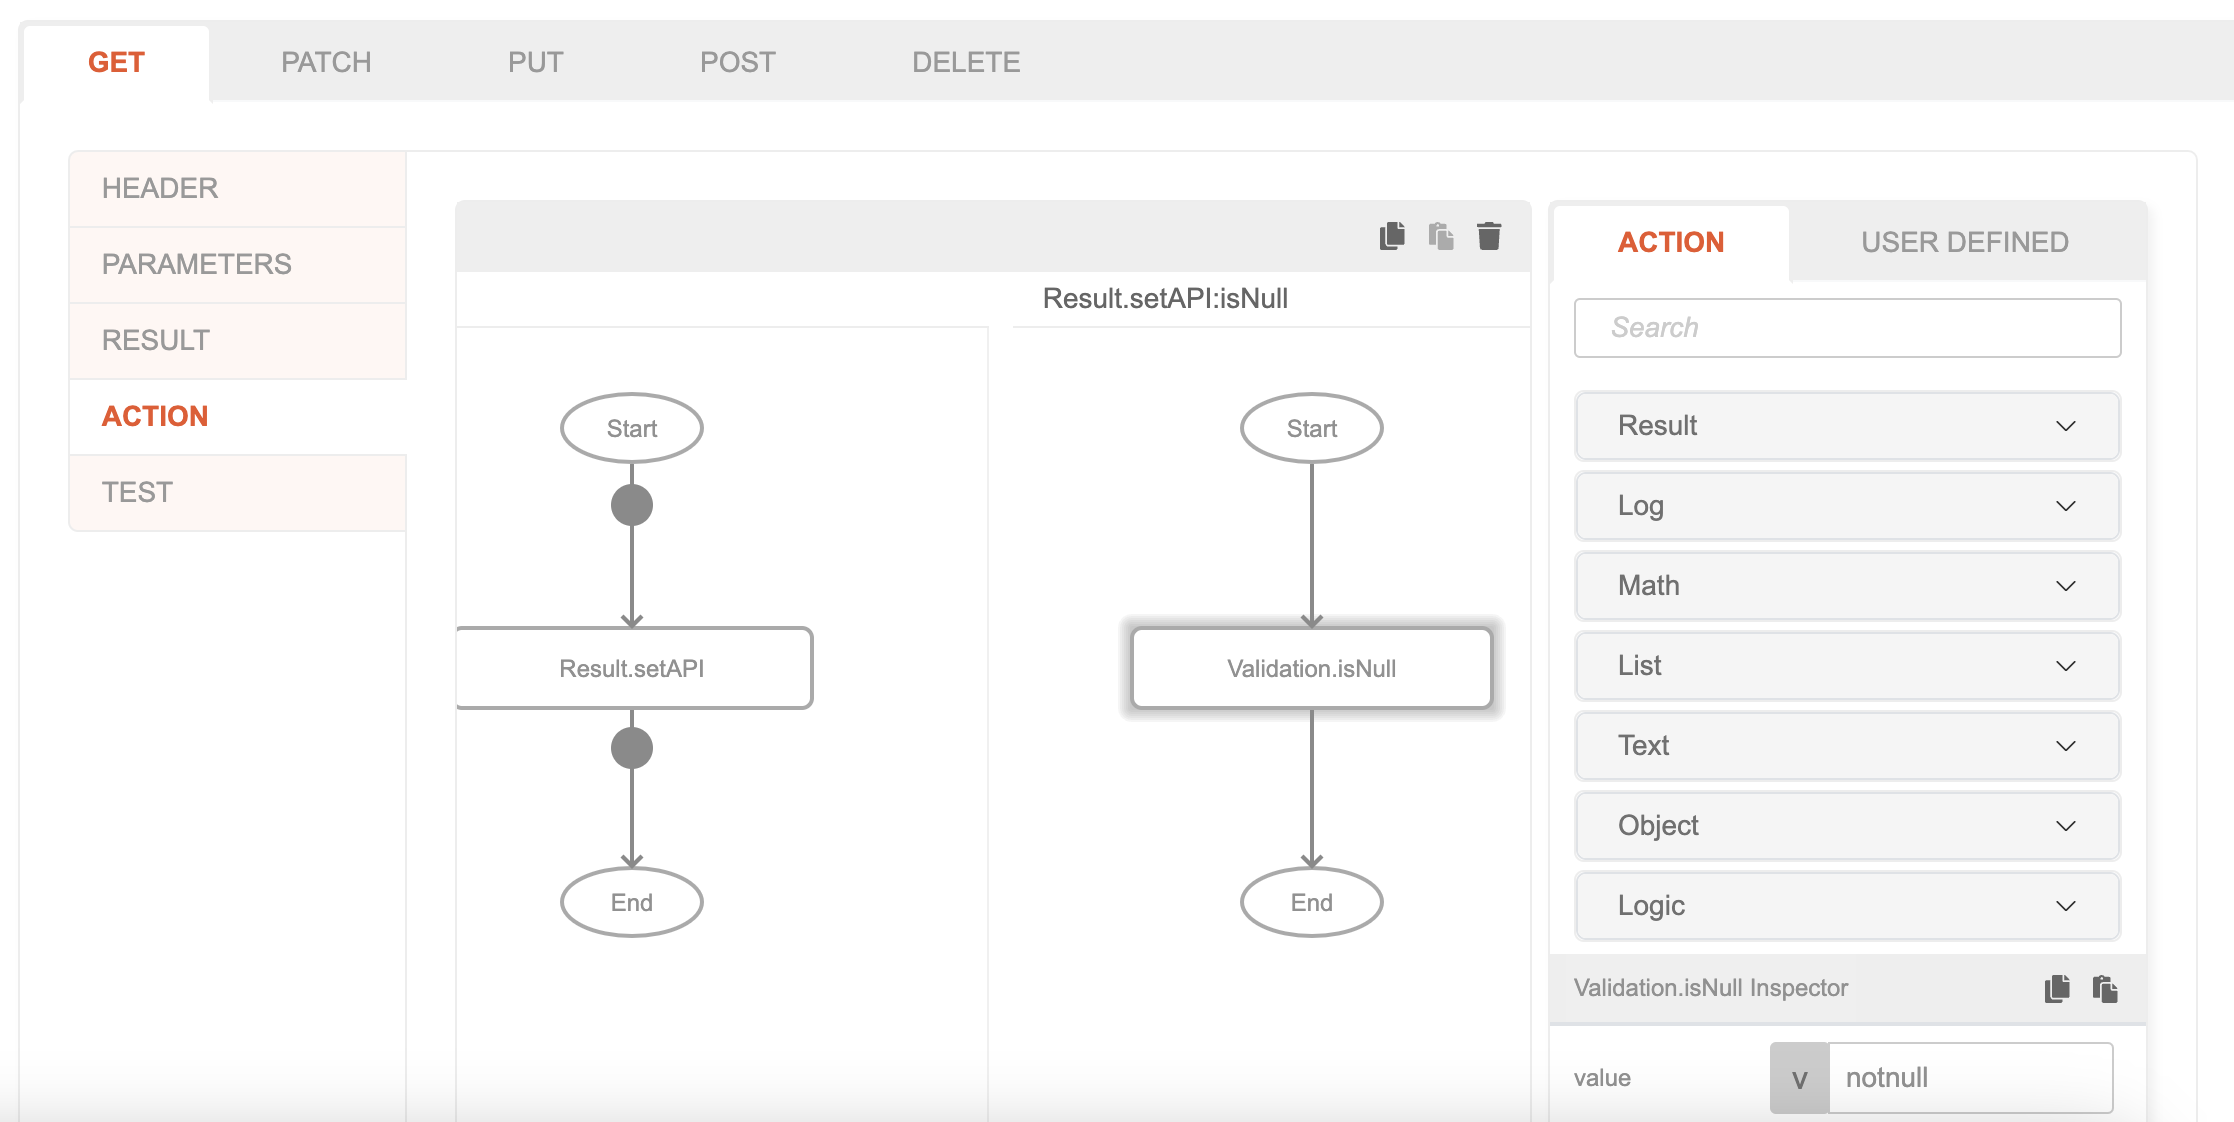 GET PATCH PUT POST DELETE
HEADER
PARAMETERS
RESULT
ACTION
TEST
Result.setAPI:isNull
Start
Result.setAPI
End
Start
Validation.isNull
End
ACTION USER DEFINED
Search
Result
Log
Math
List
Text
Object
Logic
Validation.isNull Inspector
value v notnull